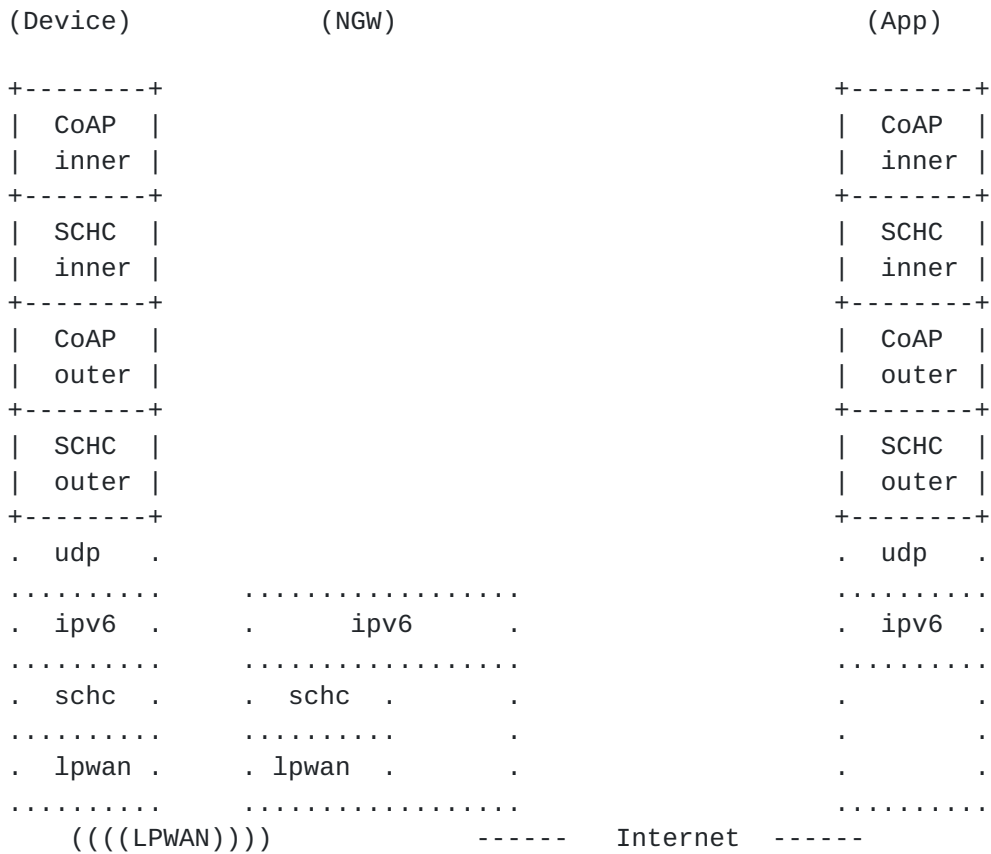 (Device)            (NGW)                              (App)

+--------+                                           +--------+
|  CoAP  |                                           |  CoAP  |
|  inner |                                           |  inner |
+--------+                                           +--------+
|  SCHC  |                                           |  SCHC  |
|  inner |                                           |  inner |
+--------+                                           +--------+
|  CoAP  |                                           |  CoAP  |
|  outer |                                           |  outer |
+--------+                                           +--------+
|  SCHC  |                                           |  SCHC  |
|  outer |                                           |  outer |
+--------+                                           +--------+
.  udp   .                                           .  udp   .
..........     ..................                    ..........
.  ipv6  .     .      ipv6      .                    .  ipv6  .
..........     ..................                    ..........
.  schc  .     .  schc  .       .                    .        .
..........     ..........       .                    .        .
.  lpwan .     . lpwan  .       .                    .        .
..........     ..................                    ..........
    ((((LPWAN))))             ------   Internet  ------